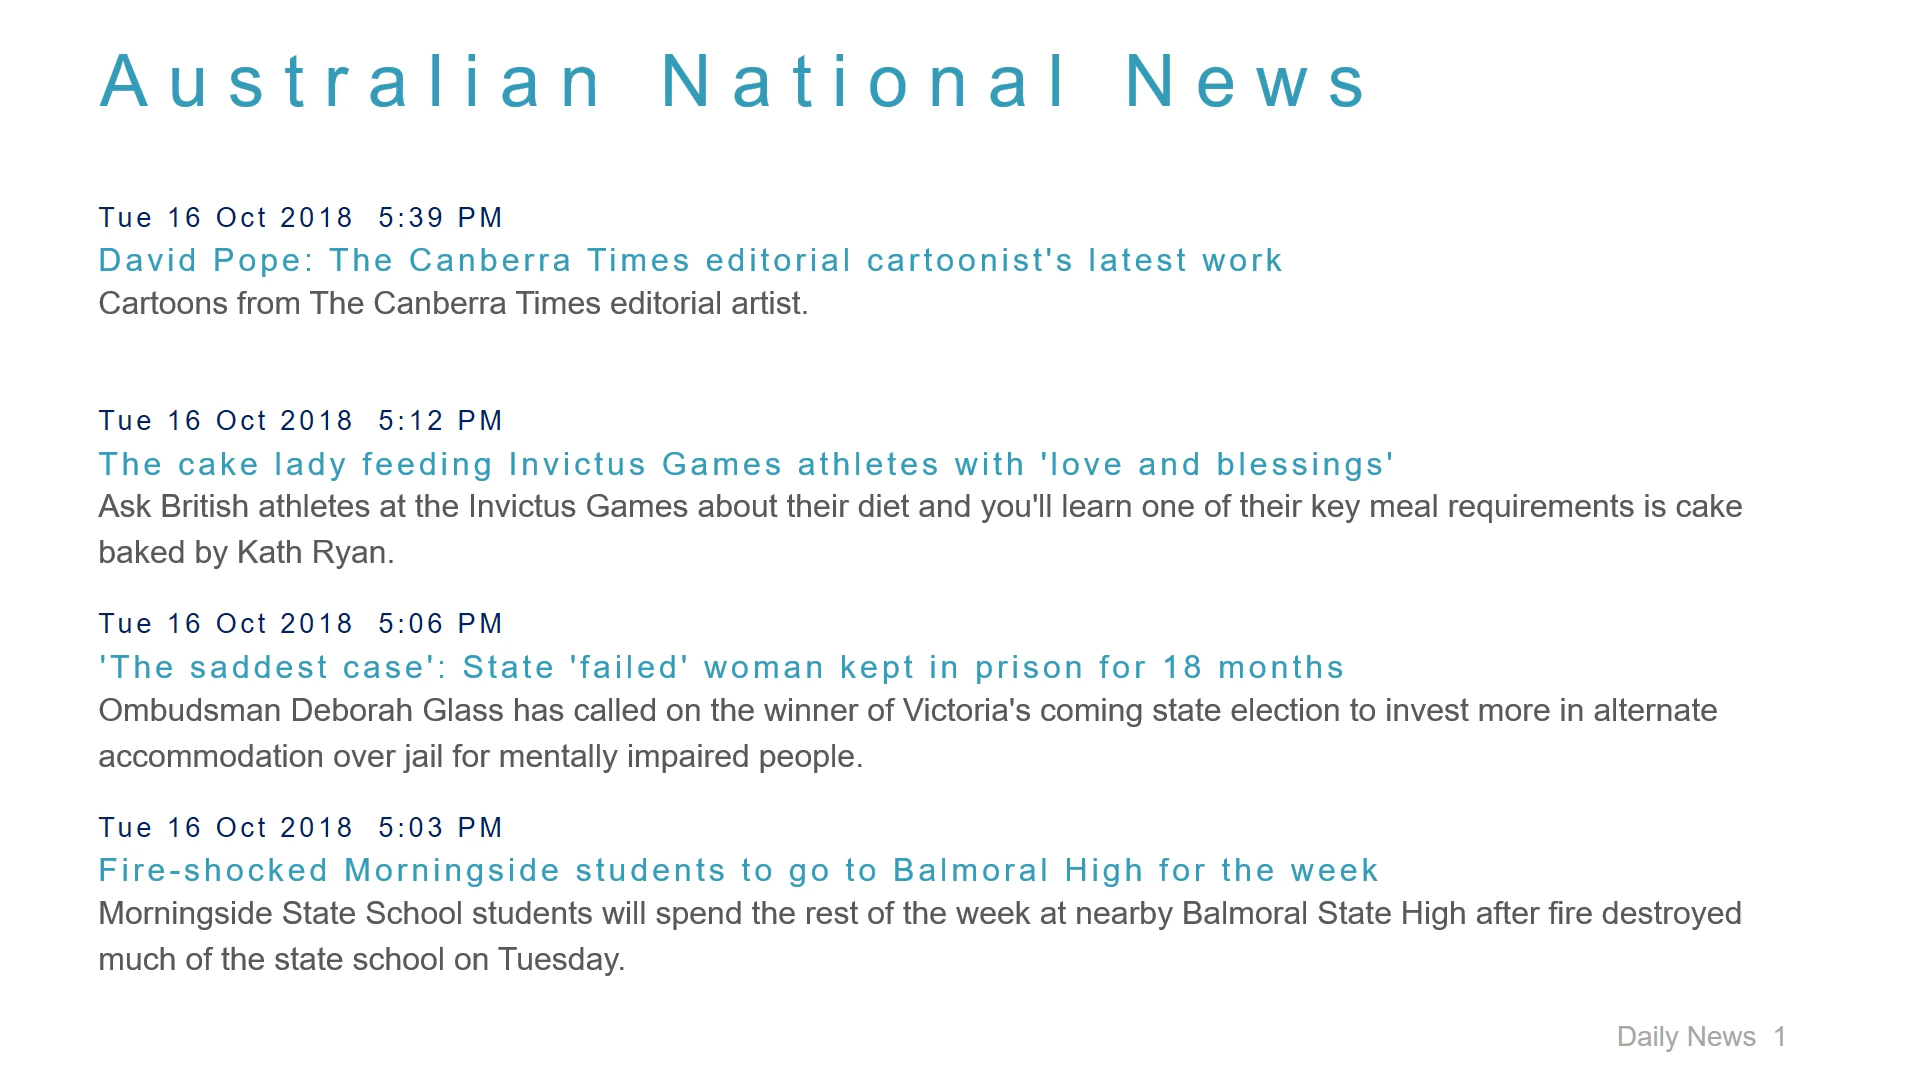 Australian National News
Tue 16 Oct 2018 5:39 PM
David Pope: The Canberra Times editorial cartoonist's latest work
Cartoons from The Canberra Times editorial artist.
Tue 16 Oct 2018 5:12 PM
The cake lady feeding Invictus Games athletes with 'love and blessings'
Ask British athletes at the Invictus Games about their diet and you'll learn one of their key meal requirements is cake
baked by Kath Ryan.
Tue 16 Oct 2018 5:06 PM
'The saddest case': State 'failed' woman kept in prison for 18 months
Ombudsman Deborah Glass has called on the winner of Victoria's coming state election to invest more in alternate
accommodation over jail for mentally impaired people.
Tue 16 Oct 2018 5:03 PM
Fire-shocked Morningside students to go to Balmoral High for the week
Morningside State School students will spend the rest of the week at nearby Balmoral State High after fire destroyed
much of the state school on Tuesday.
Daily News 1